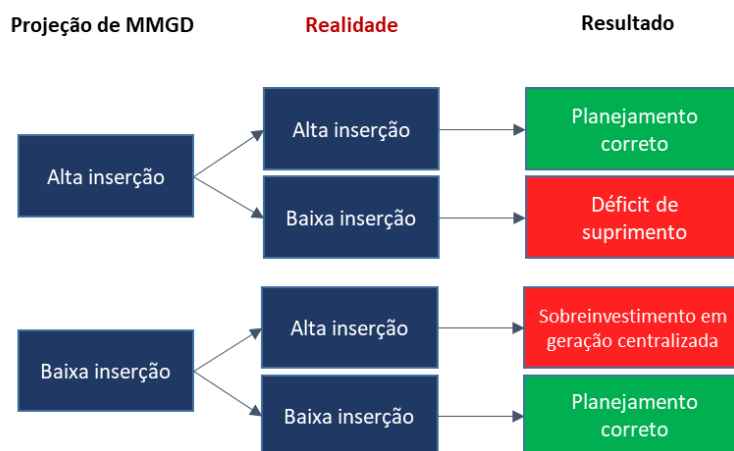 Projeção de MMGD
Realidade
Resultado
Alta inserção
Alta inserção
Planejamento
correto
Baixa inserção
Déficit de
suprimento
Baixa inserção
Alta inserção
Sobreinvestimento em
geração centralizada
Baixa inserção
Planejamento
correto